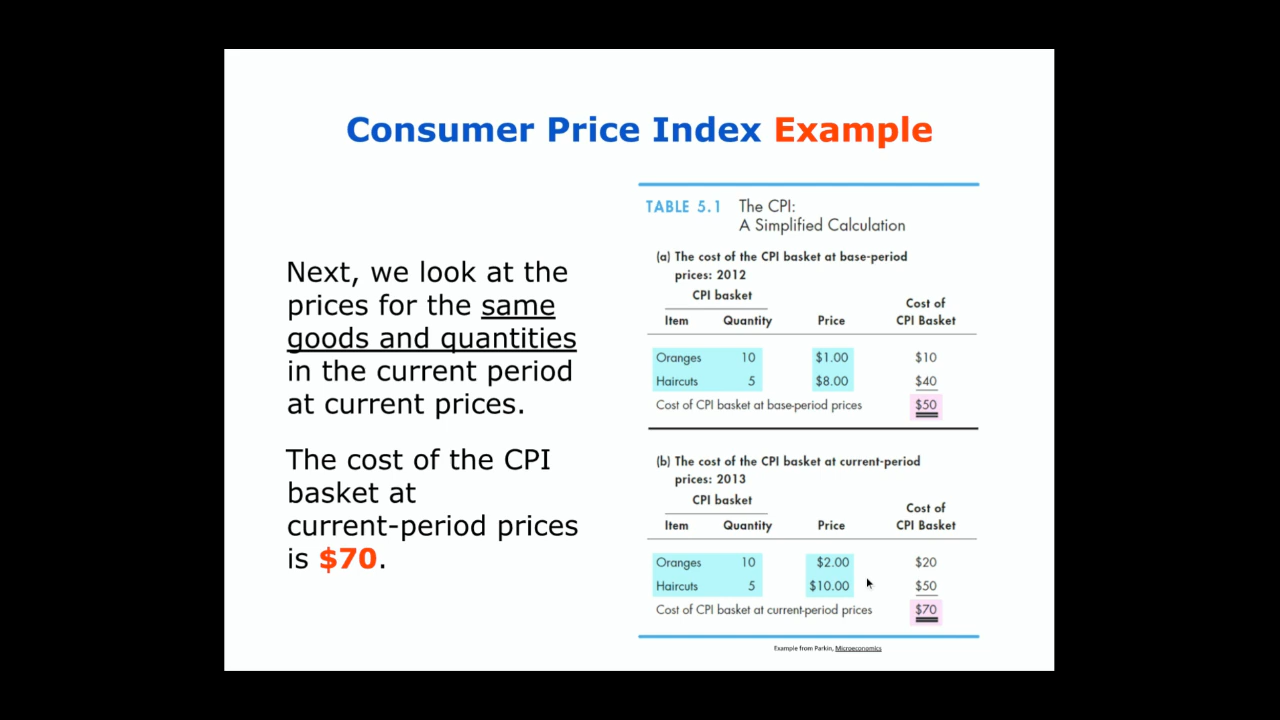 Consumer Price Index Example
Next, we look at the
prices for the same
goods and quantities
in the current period
at current prices.
The cost of the CPI
basket at
current-period prices
is $70.
TABLE 5.1 The CPI:
A Simplified Calculation
(a) The cost of the CPI basket at base-period
prices: 2012
CPI basket
Cost of
Item Quantity Price CPI Basket
Oranges 10 $1.00 $10
Haircuts 5 $8.00 $40
Cost of CPI basket at base-period prices $50
(b) The cost of the CPI basket at current-period
prices: 2013
CPI basket
Cost of
Item Quantity Price CPI Basket
Oranges 10 $2.00 $20
Haircuts 5 $10.00 $50
Cost of CPI basket at current-period prices $70
Example from Parkin, Microeconomics